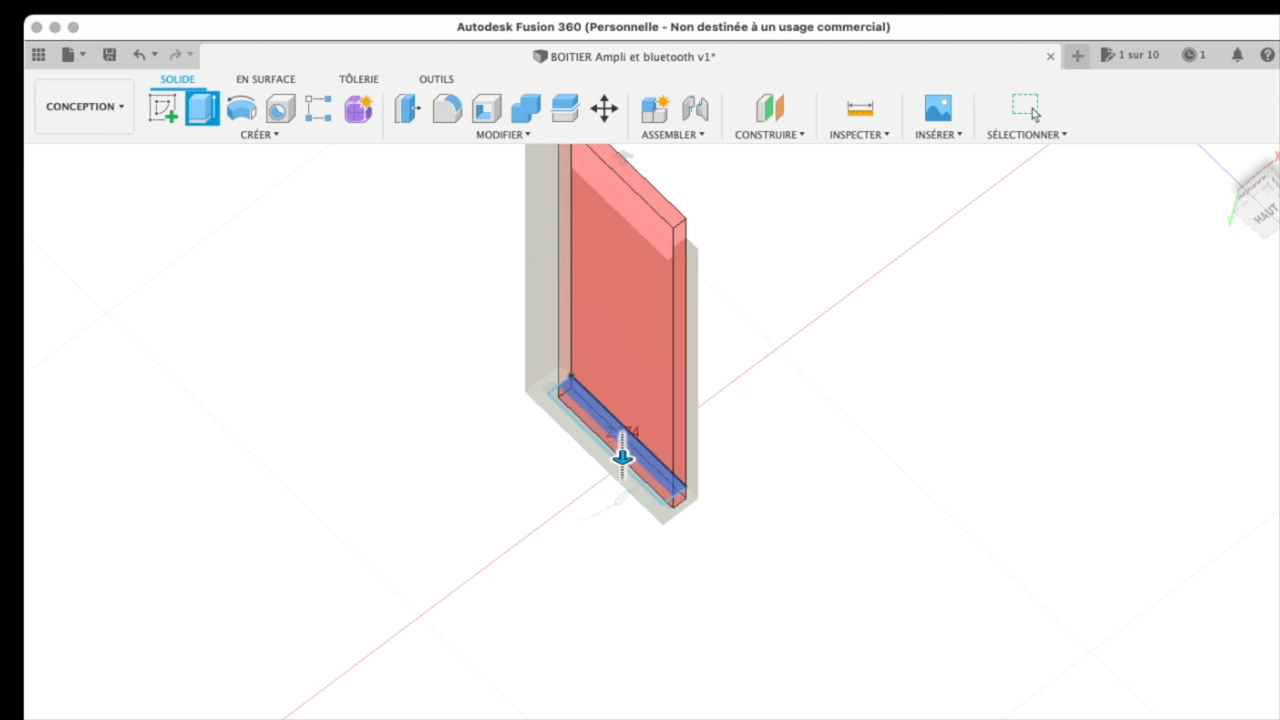 Autodesk Fusion 360 (Personnelle - Non destinée à un usage commercial)
BOITIER Ampli et bluetooth v1*
1 sur 10
1
SOLIDE
EN SURFACE
TÔLERIE
OUTILS
CONCEPTION
CRÉER
MODIFIER
ASSEMBLER
CONSTRUIRE
INSPECTER
INSÉRER
SÉLECTIONNER
HAUT
X
Y